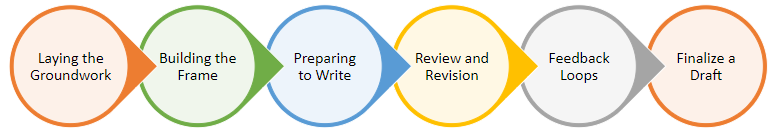 Laying the
Groundwork
Building the
Frame
Preparing
to Write
Review and
Revision
Feedback
Loops
Finalize a
Draft